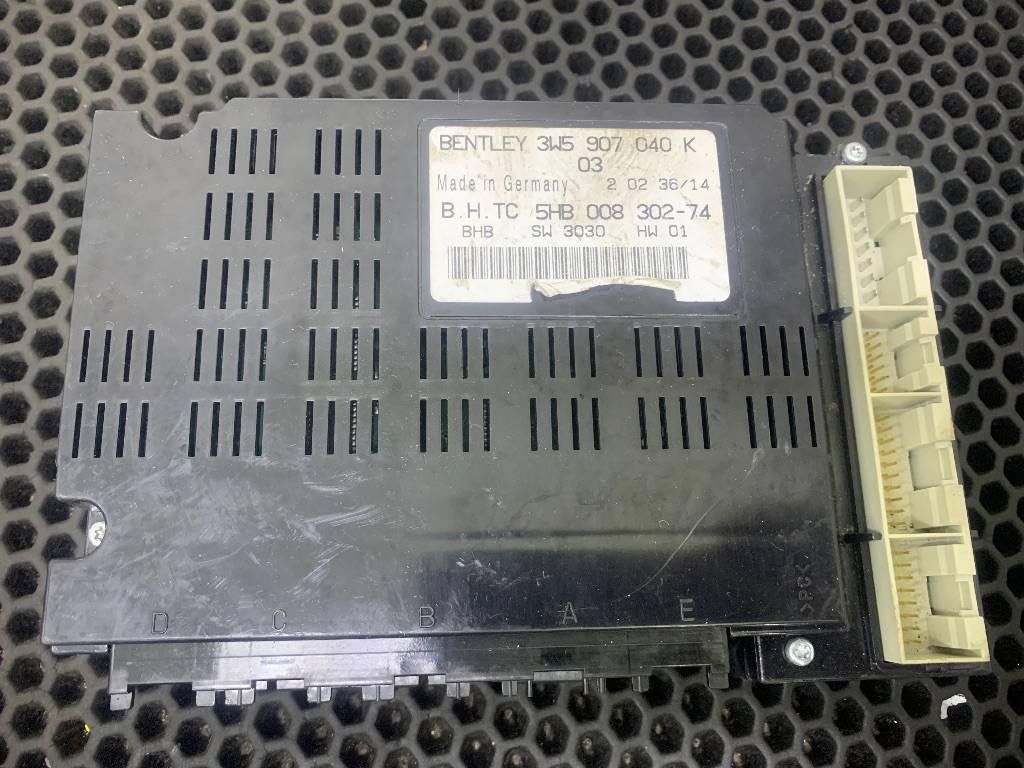 BENTLEY 3W5 907 040 K
03
Made in Germany 2 02 36/14
B.H.TC 5HB 008 302-74
BHB SW 3030 HW 01
D C B A E
>PC<